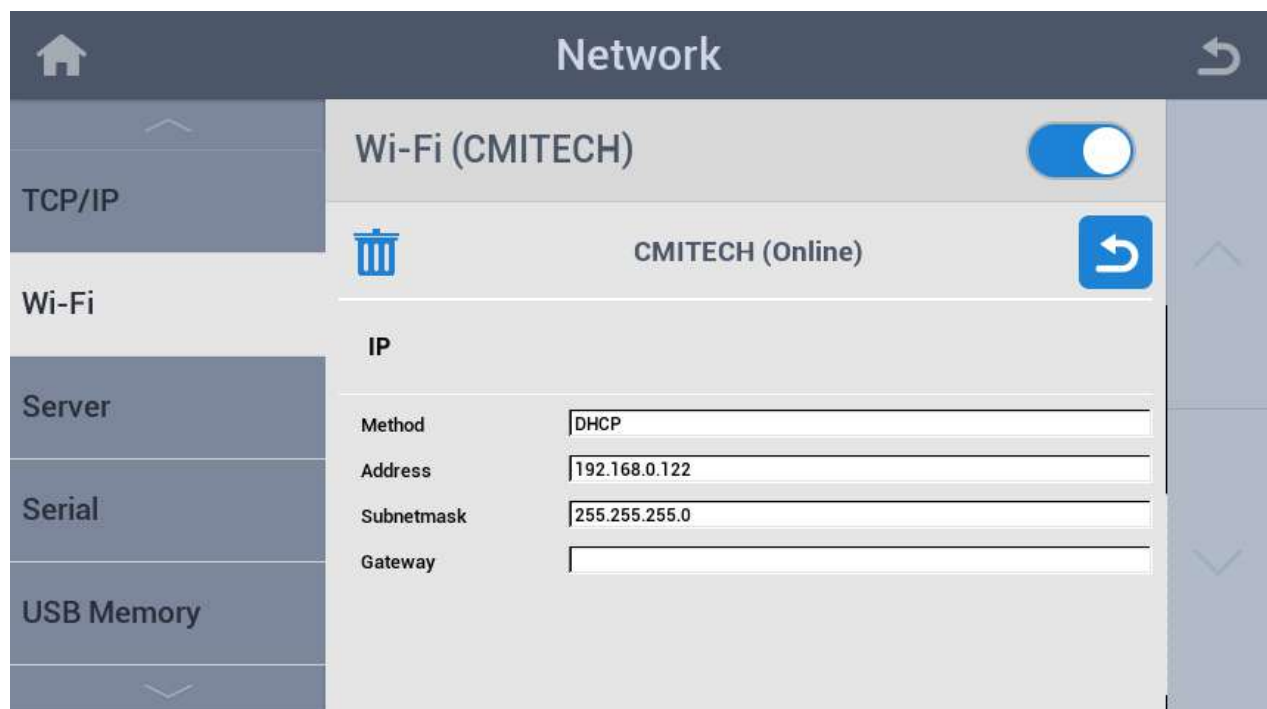 Network
TCP/IP
Wi-Fi
Server
Serial
USB Memory
Wi-Fi (CMITECH)
CMITECH (Online)
IP
Method DHCP
Address 192.168.0.122
Subnetmask 255.255.255.0
Gateway